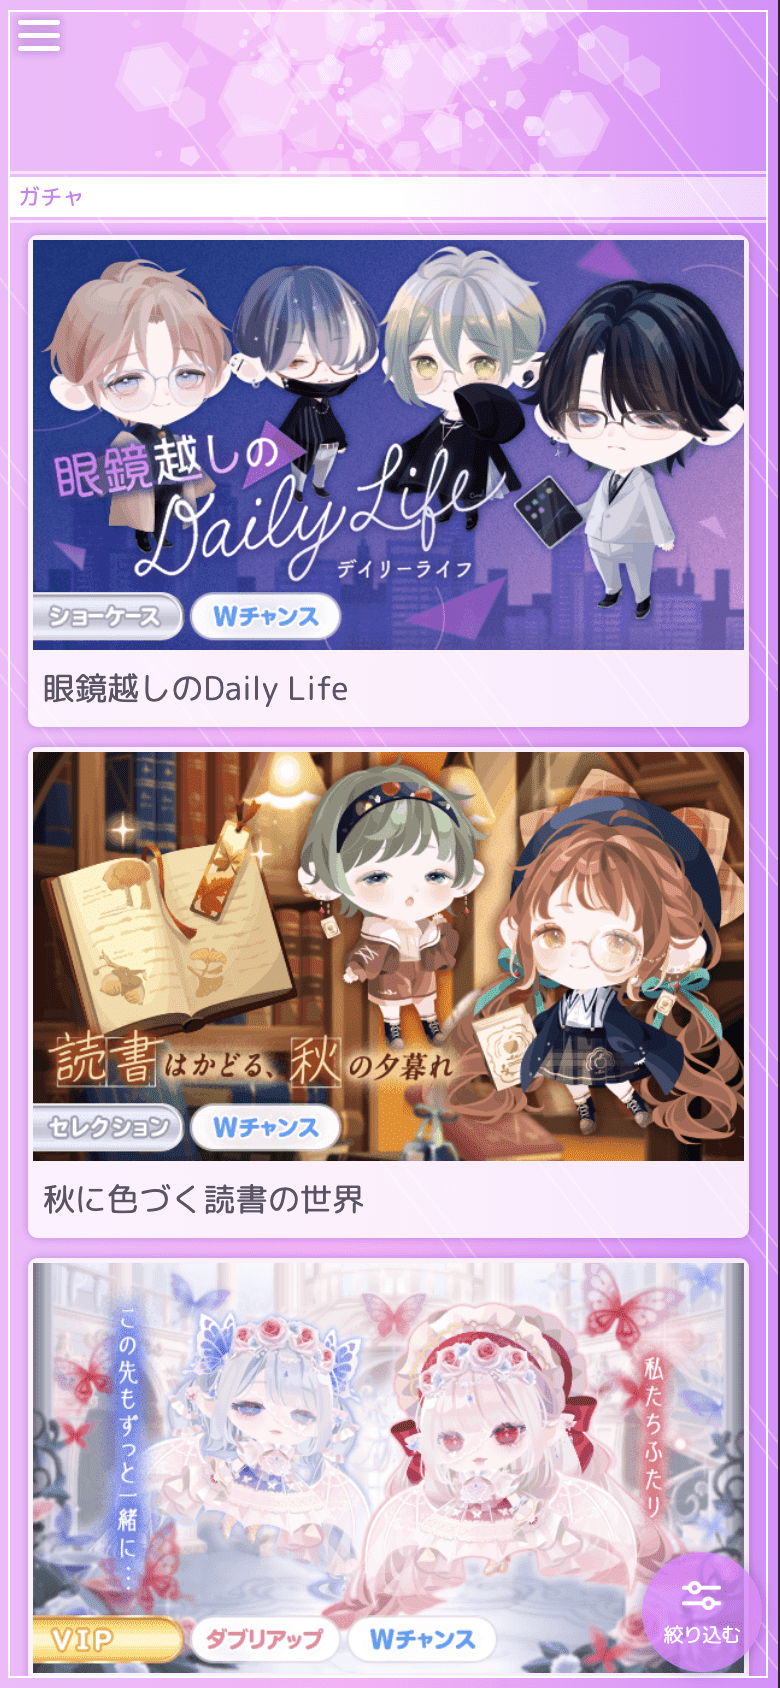 ガチャ
眼鏡越しの
Daily Life
デイリーライフ
ショーケース
Wチャンス
眼鏡越しのDaily Life
読書はかどる、秋の夕暮れ
セレクション
Wチャンス
秋に色づく読書の世界
私たちふたり
この先もずっと一緒に…
VIP
ダブリアップ
Wチャンス
絞り込む